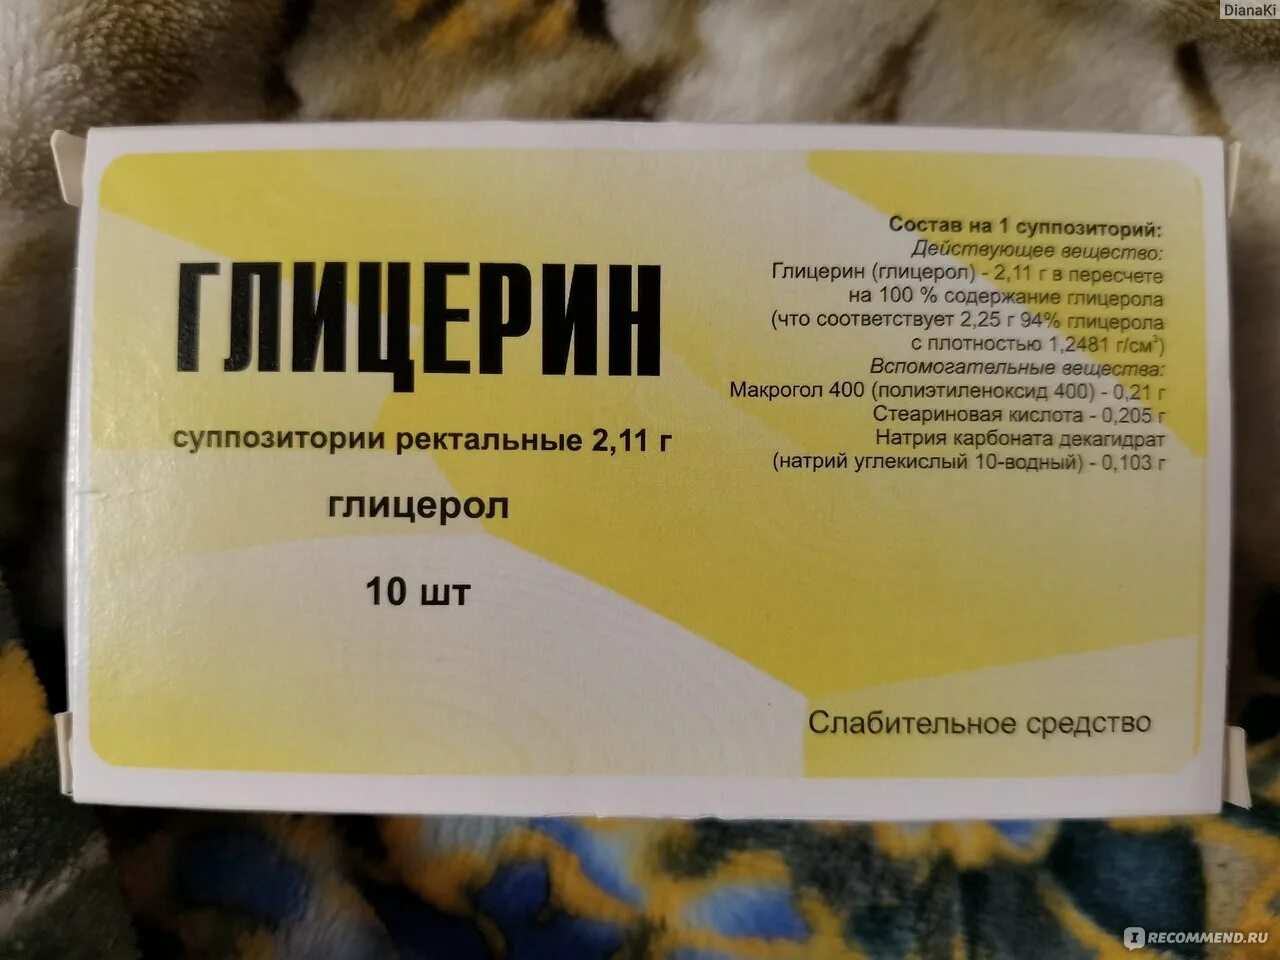 DianaKi
ГЛИЦЕРИН
суппозитории ректальные 2,11 г
глицерол
10 шт
Состав на 1 суппозиторий:
Действующее вещество:
Глицерин (глицерол) - 2,11 г в пересчете
на 100 % содержание глицерола
(что соответствует 2,25 г 94% глицерола
с плотностью 1,2481 г/см³)
Вспомогательные вещества:
Макрогол 400 (полиэтиленоксид 400) - 0,21 г
Стеариновая кислота - 0,205 г
Натрия карбоната декагидрат
(натрий углекислый 10-водный) - 0,103 г
Слабительное средство
IRECOMMEND.RU